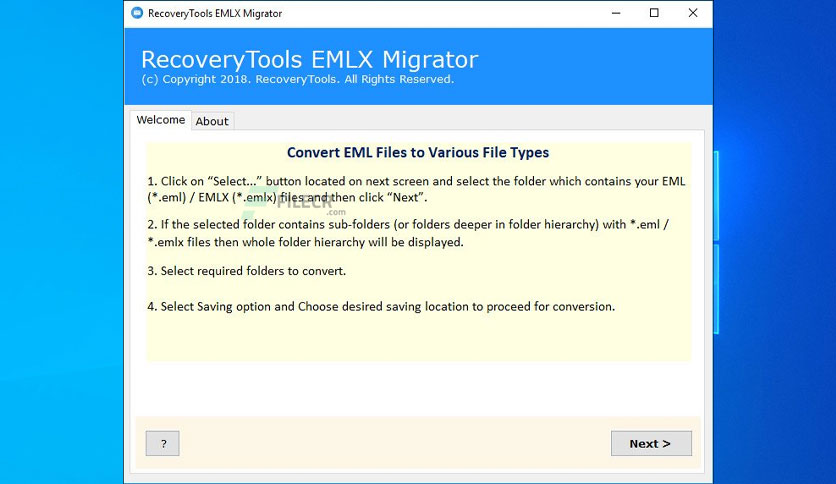 RecoveryTools EMLX Migrator
RecoveryTools EMLX Migrator
(c) Copyright 2018. RecoveryTools. All Rights Reserved.
Welcome
About
Convert EML Files to Various File Types
1. Click on “Select...” button located on next screen and select the folder which contains your EML
(*.eml) / EMLX (*.emlx) files and then click “Next”.
FILECR
.com
2. If the selected folder contains sub-folders (or folders deeper in folder hierarchy) with *.eml /
*.emlx files then whole folder hierarchy will be displayed.
3. Select required folders to convert.
4. Select Saving option and Choose desired saving location to proceed for conversion.
?
Next >